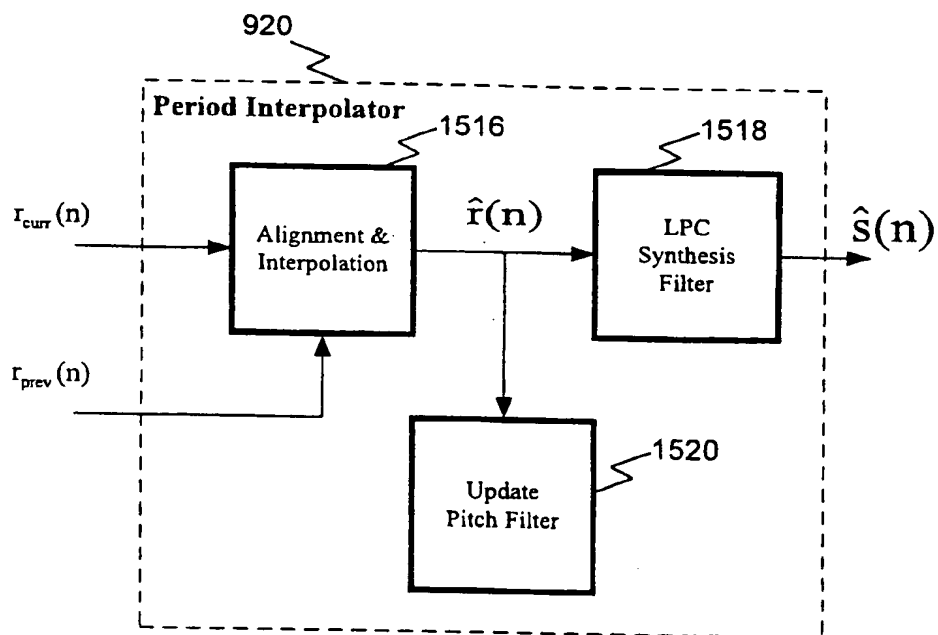 920
Period Interpolator
1516
1518
r_curr(n)
Alignment &
Interpolation
r̂(n)
LPC
Synthesis
Filter
ŝ(n)
r_prev(n)
1520
Update
Pitch Filter